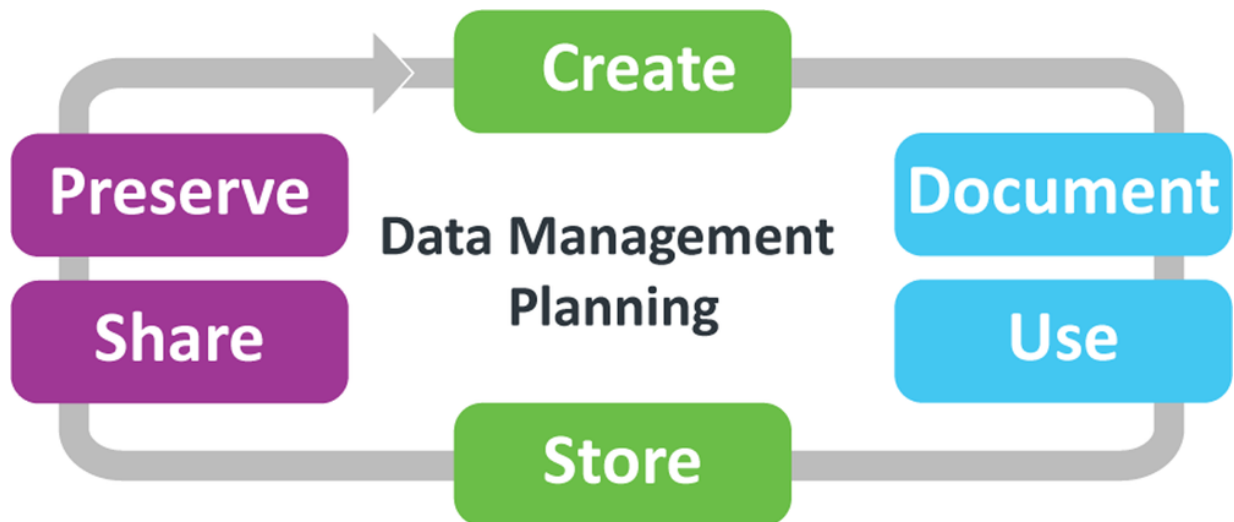 Create
Preserve
Document
Data Management
Planning
Share
Use
Store